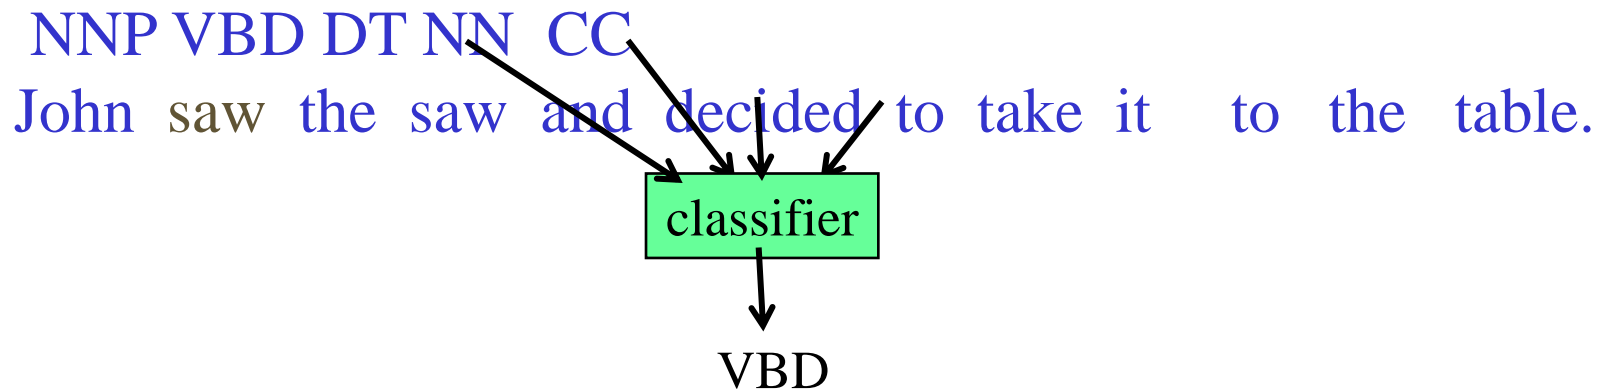 NNP VBD DT NN CC
John saw the saw and decided to take it to the table.
classifier
VBD